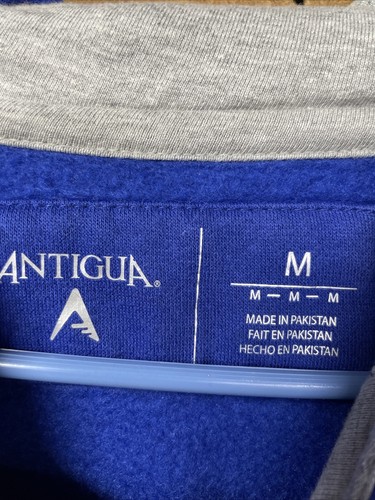 ANTIGUA®
M
M – M – M
MADE IN PAKISTAN
FAIT EN PAKISTAN
HECHO EN PAKISTAN